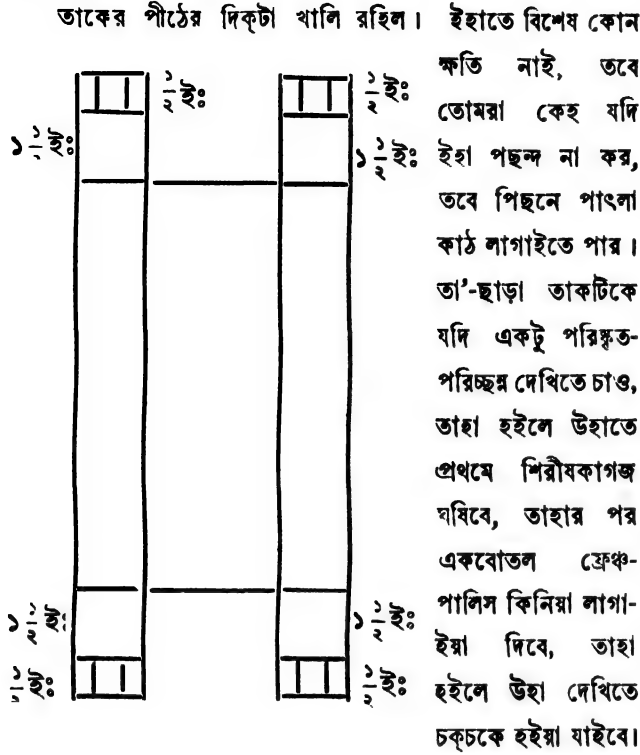 তাকের পীঠের দিক্‌টা খালি রহিল। ইহাতে বিশেষ কোন
ক্ষতি নাই, তবে
তোমরা কেহ যদি
ইহা পছন্দ না কর,
তবে পিছনে পাৎলা
কাঠ লাগাইতে পার।
তা’-ছাড়া তাকটিকে
যদি একটু পরিষ্কৃত-
পরিচ্ছন্ন দেখিতে চাও,
তাহা হইলে উহাতে
প্রথমে শিরীষকাগজ
ঘষিবে, তাহার পর
একবোতল ফ্রেঞ্চ-
পালিস কিনিয়া লাগা-
ইয়া দিবে, তাহা
হইলে উহা দেখিতে
চক্‌চকে হইয়া যাইবে।
১/২ ইঃ
১/২ ইঃ
১ ১/২ ইঃ
১ ১/২ ইঃ
১ ১/২ ইঃ
১ ১/২ ইঃ
১/২ ইঃ
১/২ ইঃ